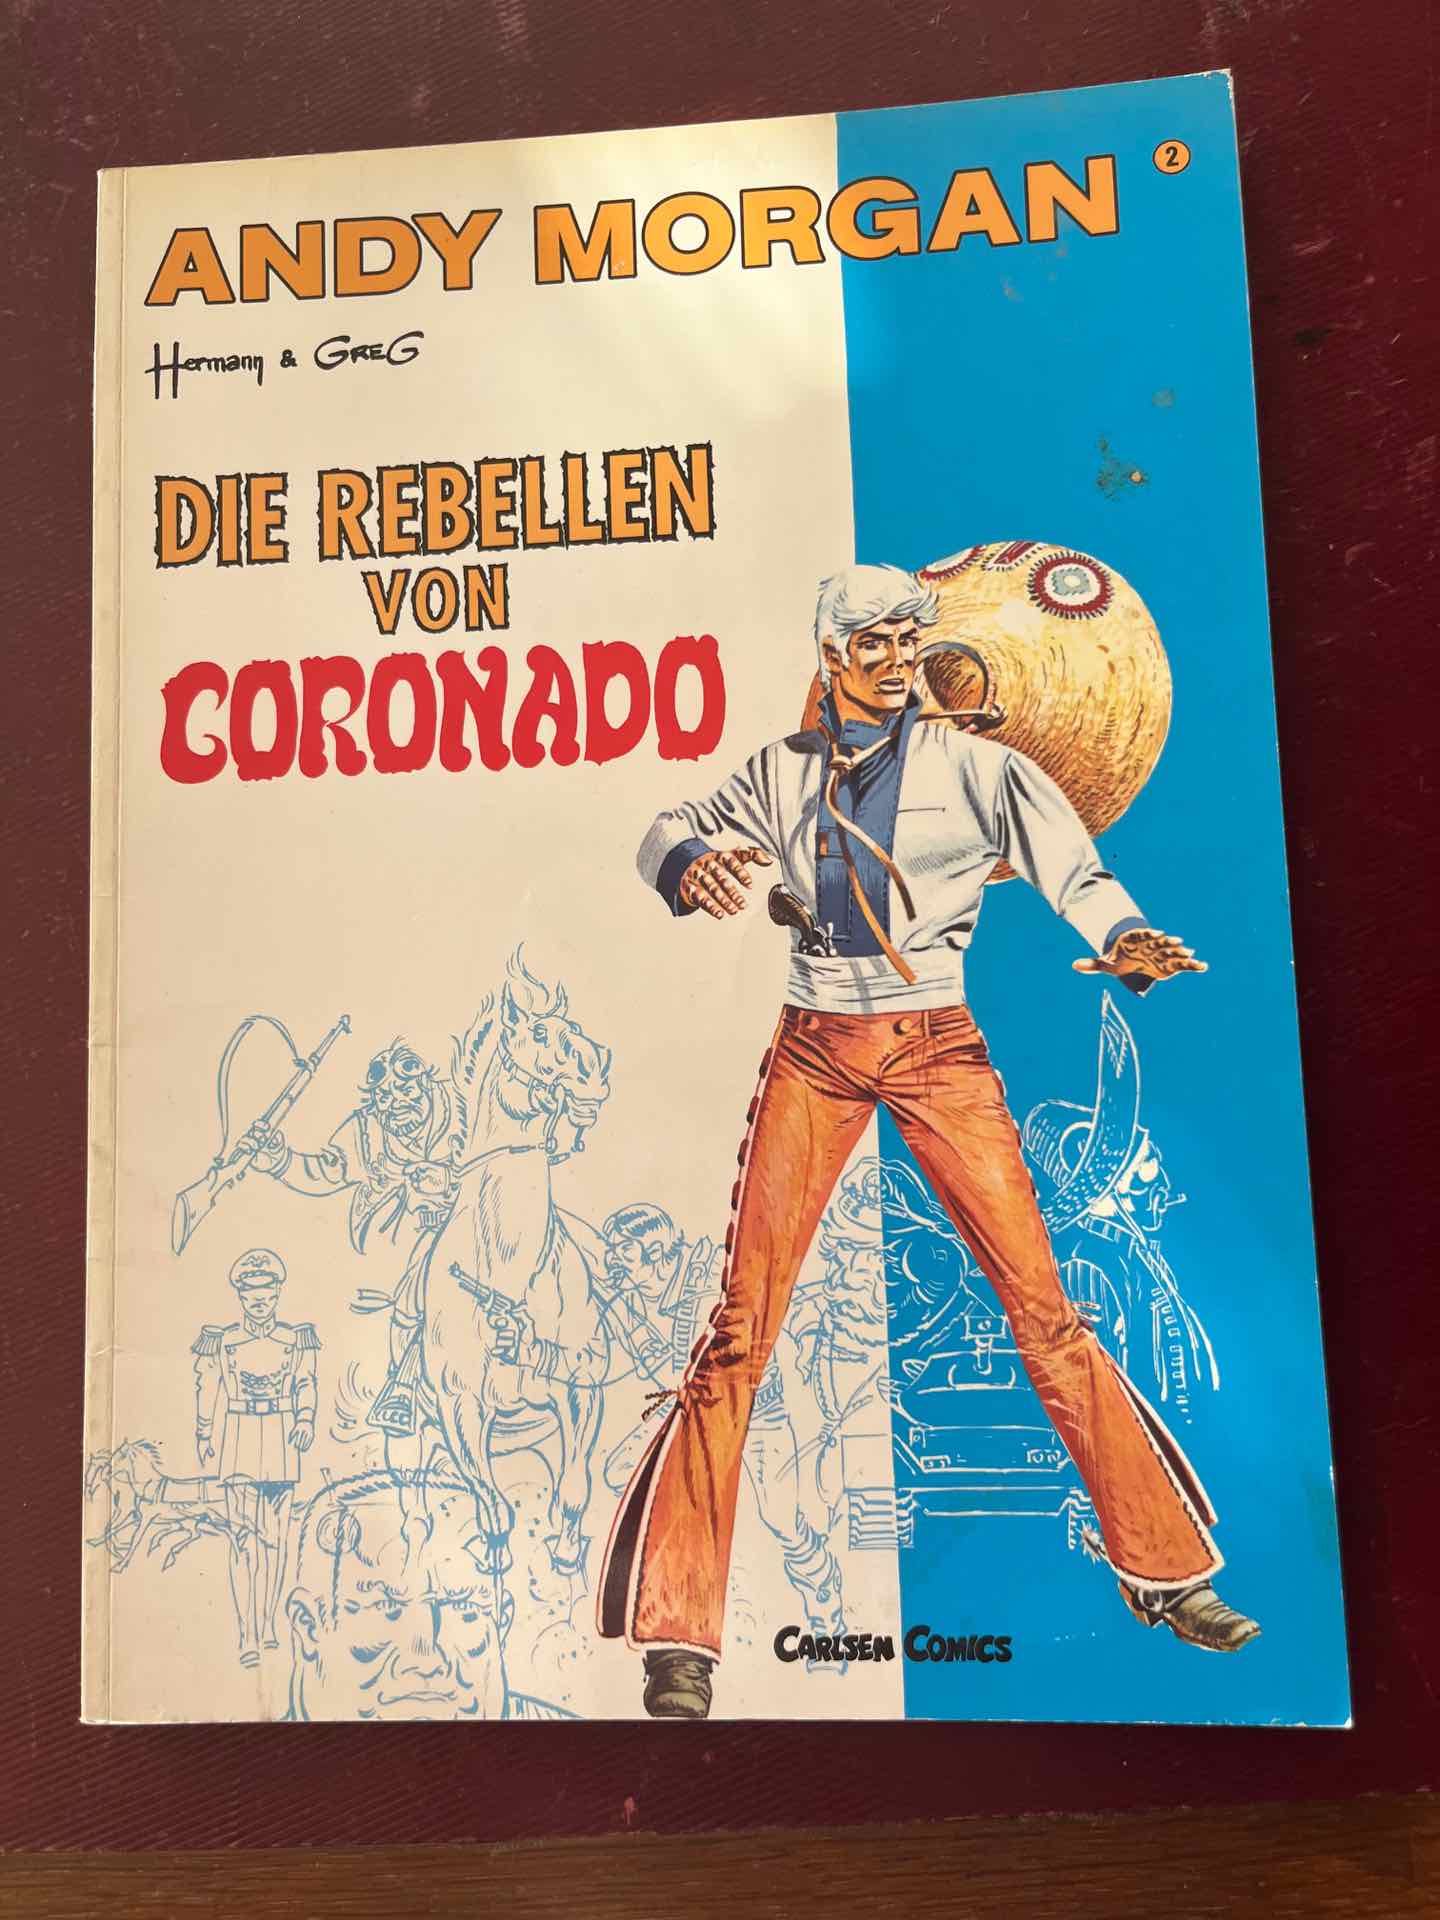 ANDY MORGAN 2
Hermann & GREG
DIE REBELLEN
VON
CORONADO
CARLSEN COMICS